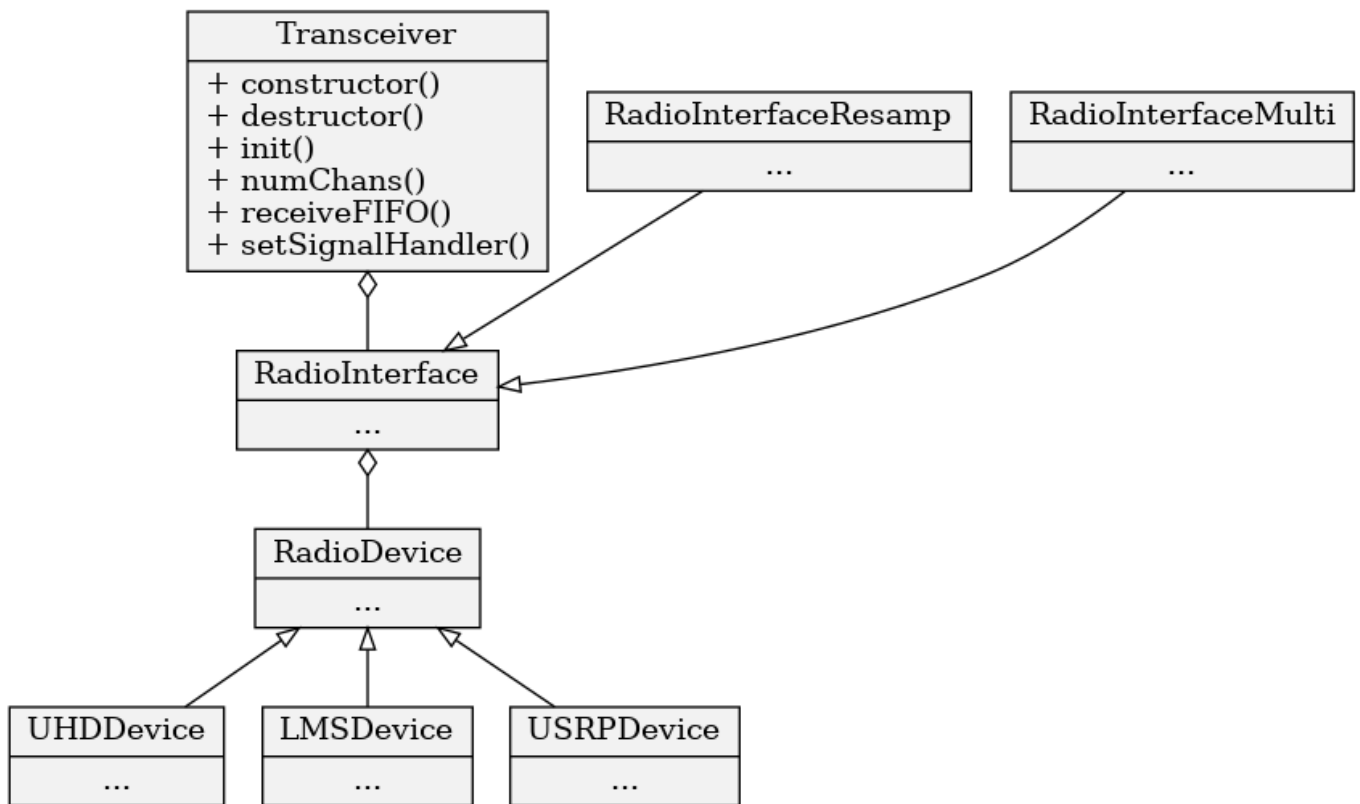 Transceiver
+ constructor()
+ destructor()
+ init()
+ numChans()
+ receiveFIFO()
+ setSignalHandler()
RadioInterfaceResamp
...
RadioInterfaceMulti
...
RadioInterface
...
RadioDevice
...
UHDDevice
...
LMSDevice
...
USRPDevice
...